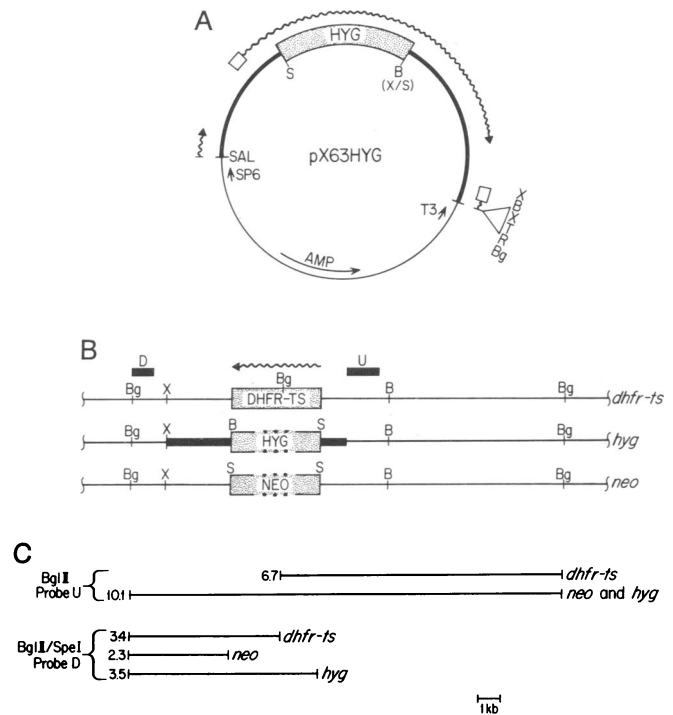 A
HYG
S
B
(X/S)
pX63HYG
SAL
SP6
T3
AMP
X
B
X
T
R
Bg
B
D
U
Bg
Bg X DHFR-TS B Bg dhfr-ts
Bg X B HYG S B Bg hyg
Bg X S NEO S B Bg neo
C
BglII
Probe U
6.7 dhfr-ts
10.1 neo and hyg
BglII/SpeI
Probe D
3.4 dhfr-ts
2.3 neo
3.5 hyg
1kb